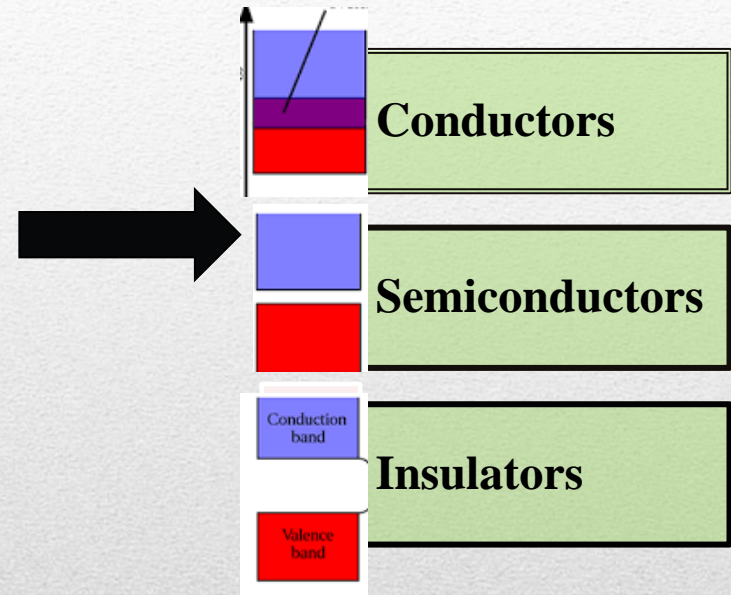 Conductors
Semiconductors
Conduction
band
Insulators
Valence
band